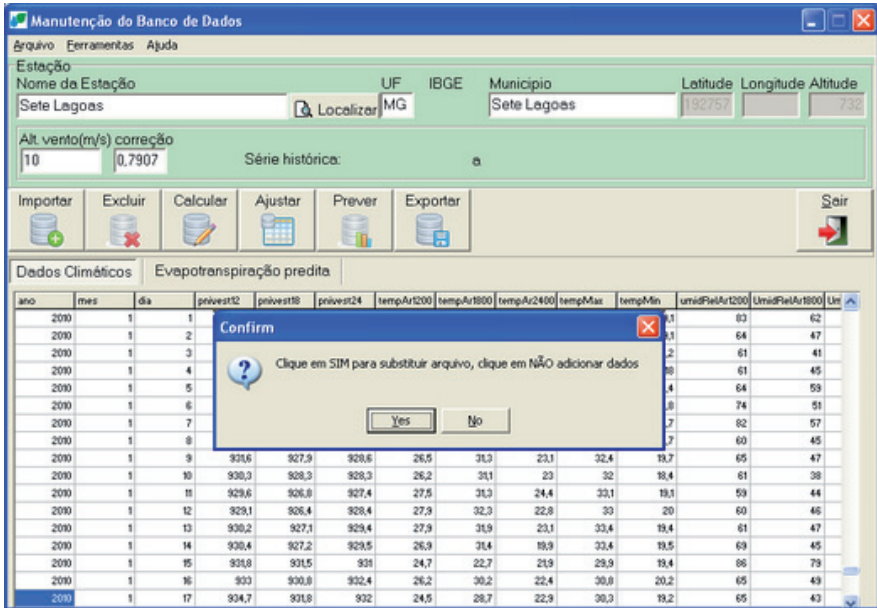 Manutenção do Banco de Dados
Arquivo Ferramentas Ajuda
Estação
Nome da Estação UF IBGE Municipio Latitude Longitude Altitude
Sete Lagoas Localizar MG Sete Lagoas 192757 732
Alt. vento(m/s) correção
10 0,7907 Série histórica: a
Importar Excluir Calcular Ajustar Prever Exportar Sair
Dados Climáticos Evapotranspiração predita
ano mes dia privest12 privest18 privest24 tempAr1200 tempAr1800 tempAr2400 tempMax tempMin umidRelAr1200 UmidRelAr1800 Um
2010 1 1 83 62
2010 1 2 64 47
2010 1 3 61 41
2010 1 4 61 45
2010 1 5 64 59
2010 1 6 74 51
2010 1 7 82 57
2010 1 8 60 45
Confirm
Clique em SIM para substituir arquivo, clique em NÃO adicionar dados
Yes No
2010 1 9 931,6 927,9 928,6 26,5 31,3 23,1 32,4 19,7 65 47
2010 1 10 930,3 928,3 928,3 26,2 31,1 23 32 18,4 61 38
2010 1 11 929,6 926,8 927,4 27,5 31,3 24,4 33,1 19,1 59 44
2010 1 12 929,1 926,4 928,4 27,9 32,3 22,8 33 20 60 46
2010 1 13 930,2 927,1 929,4 27,9 31,9 23,1 33,4 19,4 61 47
2010 1 14 930,4 927,2 929,5 26,9 31,4 19,9 33,4 19,5 69 45
2010 1 15 931,8 931,5 931 24,7 22,7 21,9 29,9 19,4 86 79
2010 1 16 933 930,8 932,4 26,2 30,2 22,4 30,8 20,2 65 49
2010 1 17 934,7 931,8 932 24,5 28,7 22,9 30,3 19,2 65 43